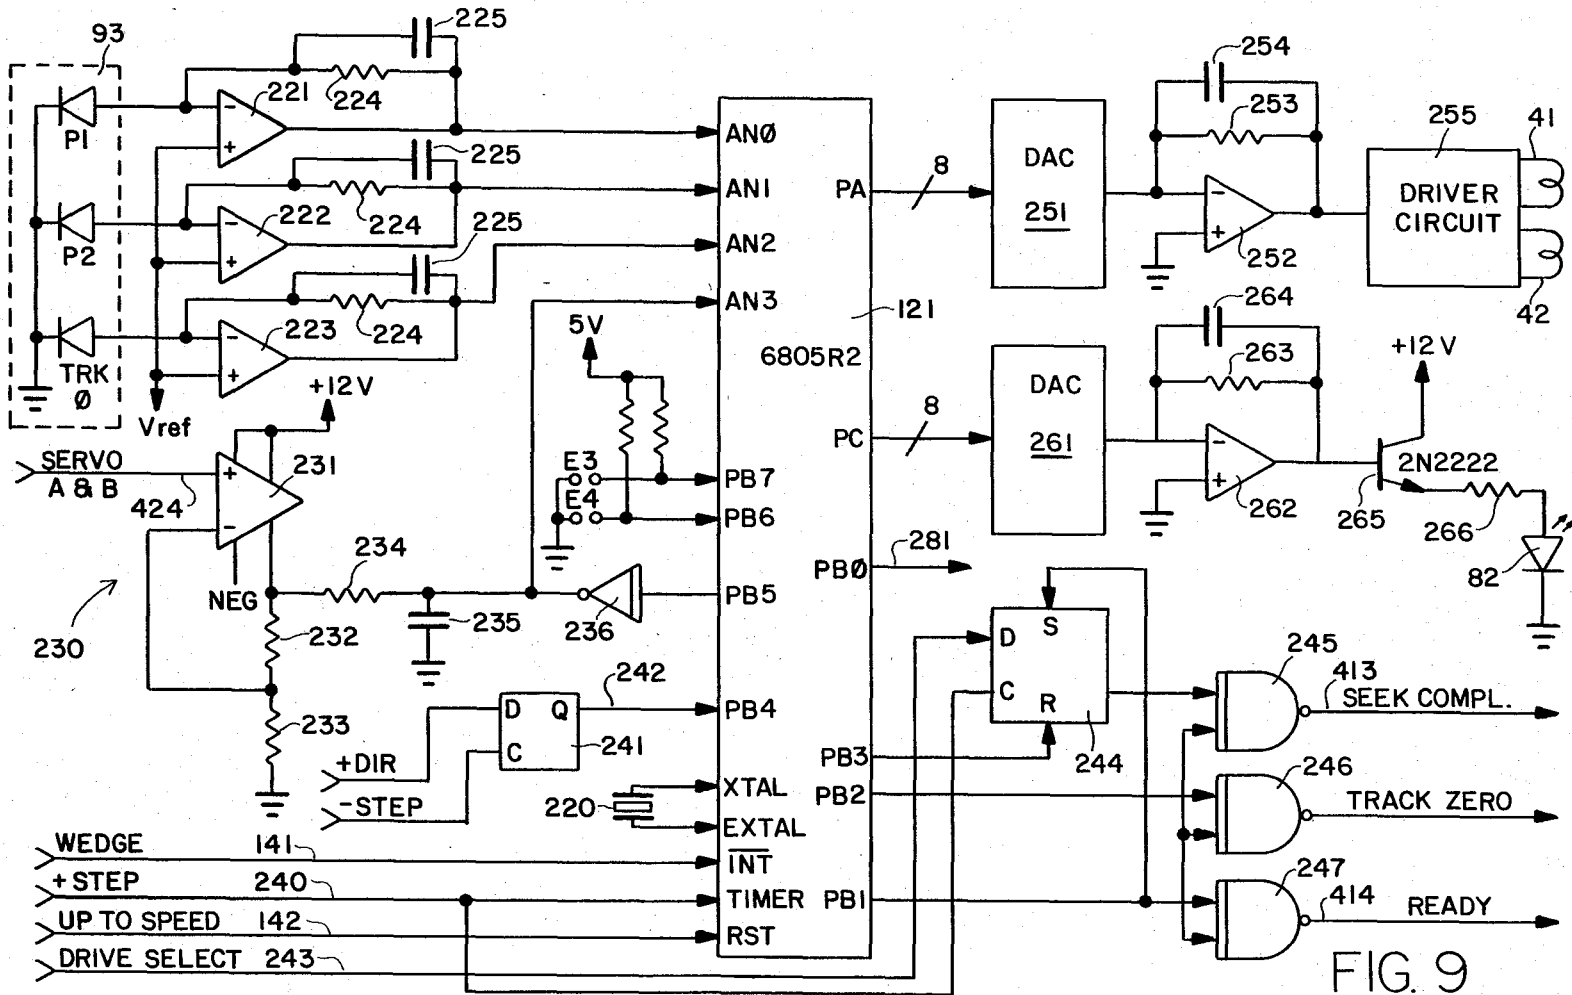 93
225
P1
224
221
-
+
AN∅
225
P2
224
222
-
+
AN1
AN2
225
TRK ∅
224
223
-
+
AN3
Vref
+12V
SERVO A & B
424
231
+
-
NEG
230
232
233
234
235
236
5V
E3
E4
PB7
PB6
PB5
+DIR
-STEP
D
Q
C
241
242
PB4
220
XTAL
EXTAL
WEDGE 141
INT
+STEP 240
TIMER
UP TO SPEED 142
RST
DRIVE SELECT 243
121
6805R2
PA
8
DAC
251
254
253
-
+
252
255
DRIVER
CIRCUIT
41
42
PC
8
DAC
261
264
263
-
+
262
+12V
2N2222
265
266
82
PB∅
281
S
D
C
R
244
PB3
PB2
PB1
245
413
SEEK COMPL.
246
TRACK ZERO
247
414
READY
FIG. 9